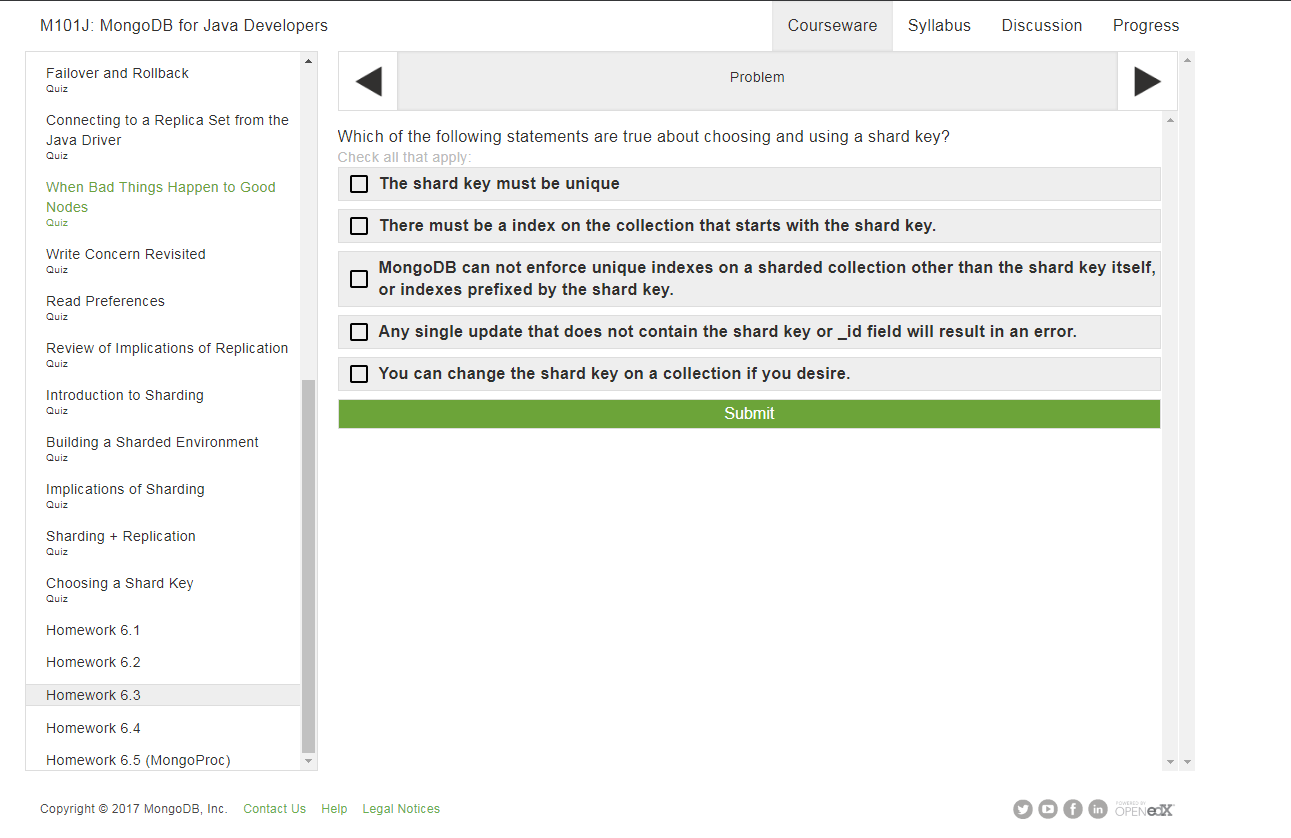 M101J: MongoDB for Java Developers
Courseware
Syllabus
Discussion
Progress
Failover and Rollback
Quiz
Connecting to a Replica Set from the
Java Driver
Quiz
When Bad Things Happen to Good
Nodes
Quiz
Write Concern Revisited
Quiz
Read Preferences
Quiz
Review of Implications of Replication
Quiz
Introduction to Sharding
Quiz
Building a Sharded Environment
Quiz
Implications of Sharding
Quiz
Sharding + Replication
Quiz
Choosing a Shard Key
Quiz
Homework 6.1
Homework 6.2
Homework 6.3
Homework 6.4
Homework 6.5 (MongoProc)
Problem
Which of the following statements are true about choosing and using a shard key?
Check all that apply:
The shard key must be unique
There must be a index on the collection that starts with the shard key.
MongoDB can not enforce unique indexes on a sharded collection other than the shard key itself,
or indexes prefixed by the shard key.
Any single update that does not contain the shard key or _id field will result in an error.
You can change the shard key on a collection if you desire.
Submit
Copyright © 2017 MongoDB, Inc.
Contact Us
Help
Legal Notices
POWERED BY
OPEN edX